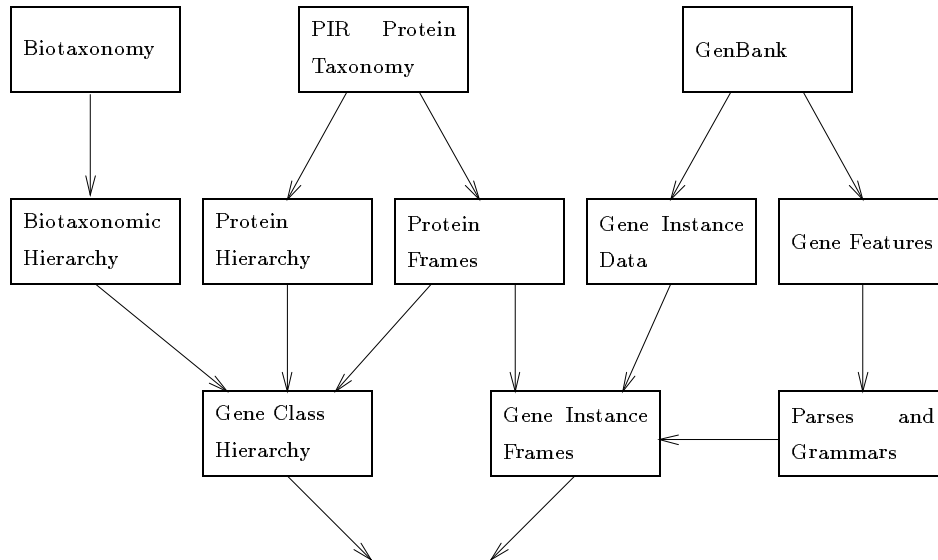 Biotaxonomy
PIR Protein
Taxonomy
GenBank
Biotaxonomic
Hierarchy
Protein
Hierarchy
Protein
Frames
Gene Instance
Data
Gene Features
Gene Class
Hierarchy
Gene Instance
Frames
Parses and
Grammars